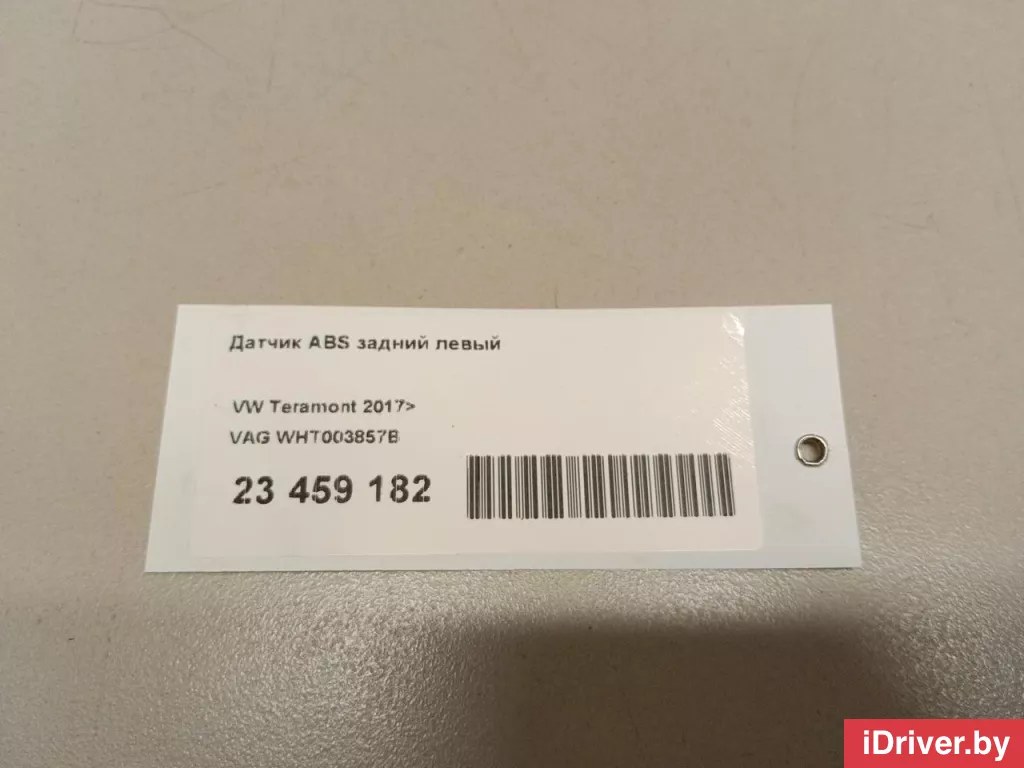 Датчик ABS задний левый
VW Teramont 2017>
VAG WHT003857B
23 459 182
iDriver.by